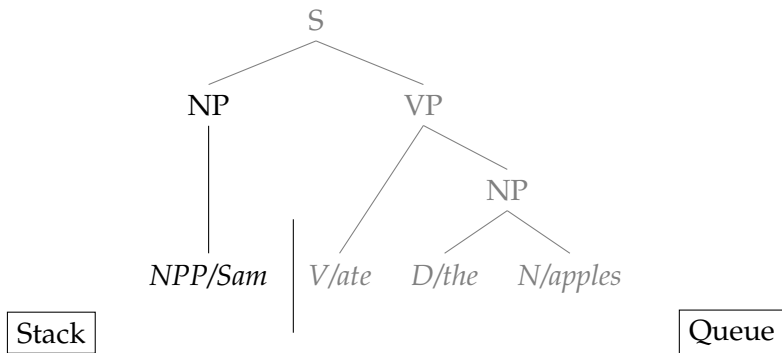 S
NP VP
NP
NPP/Sam V/ate D/the N/apples
Stack Queue